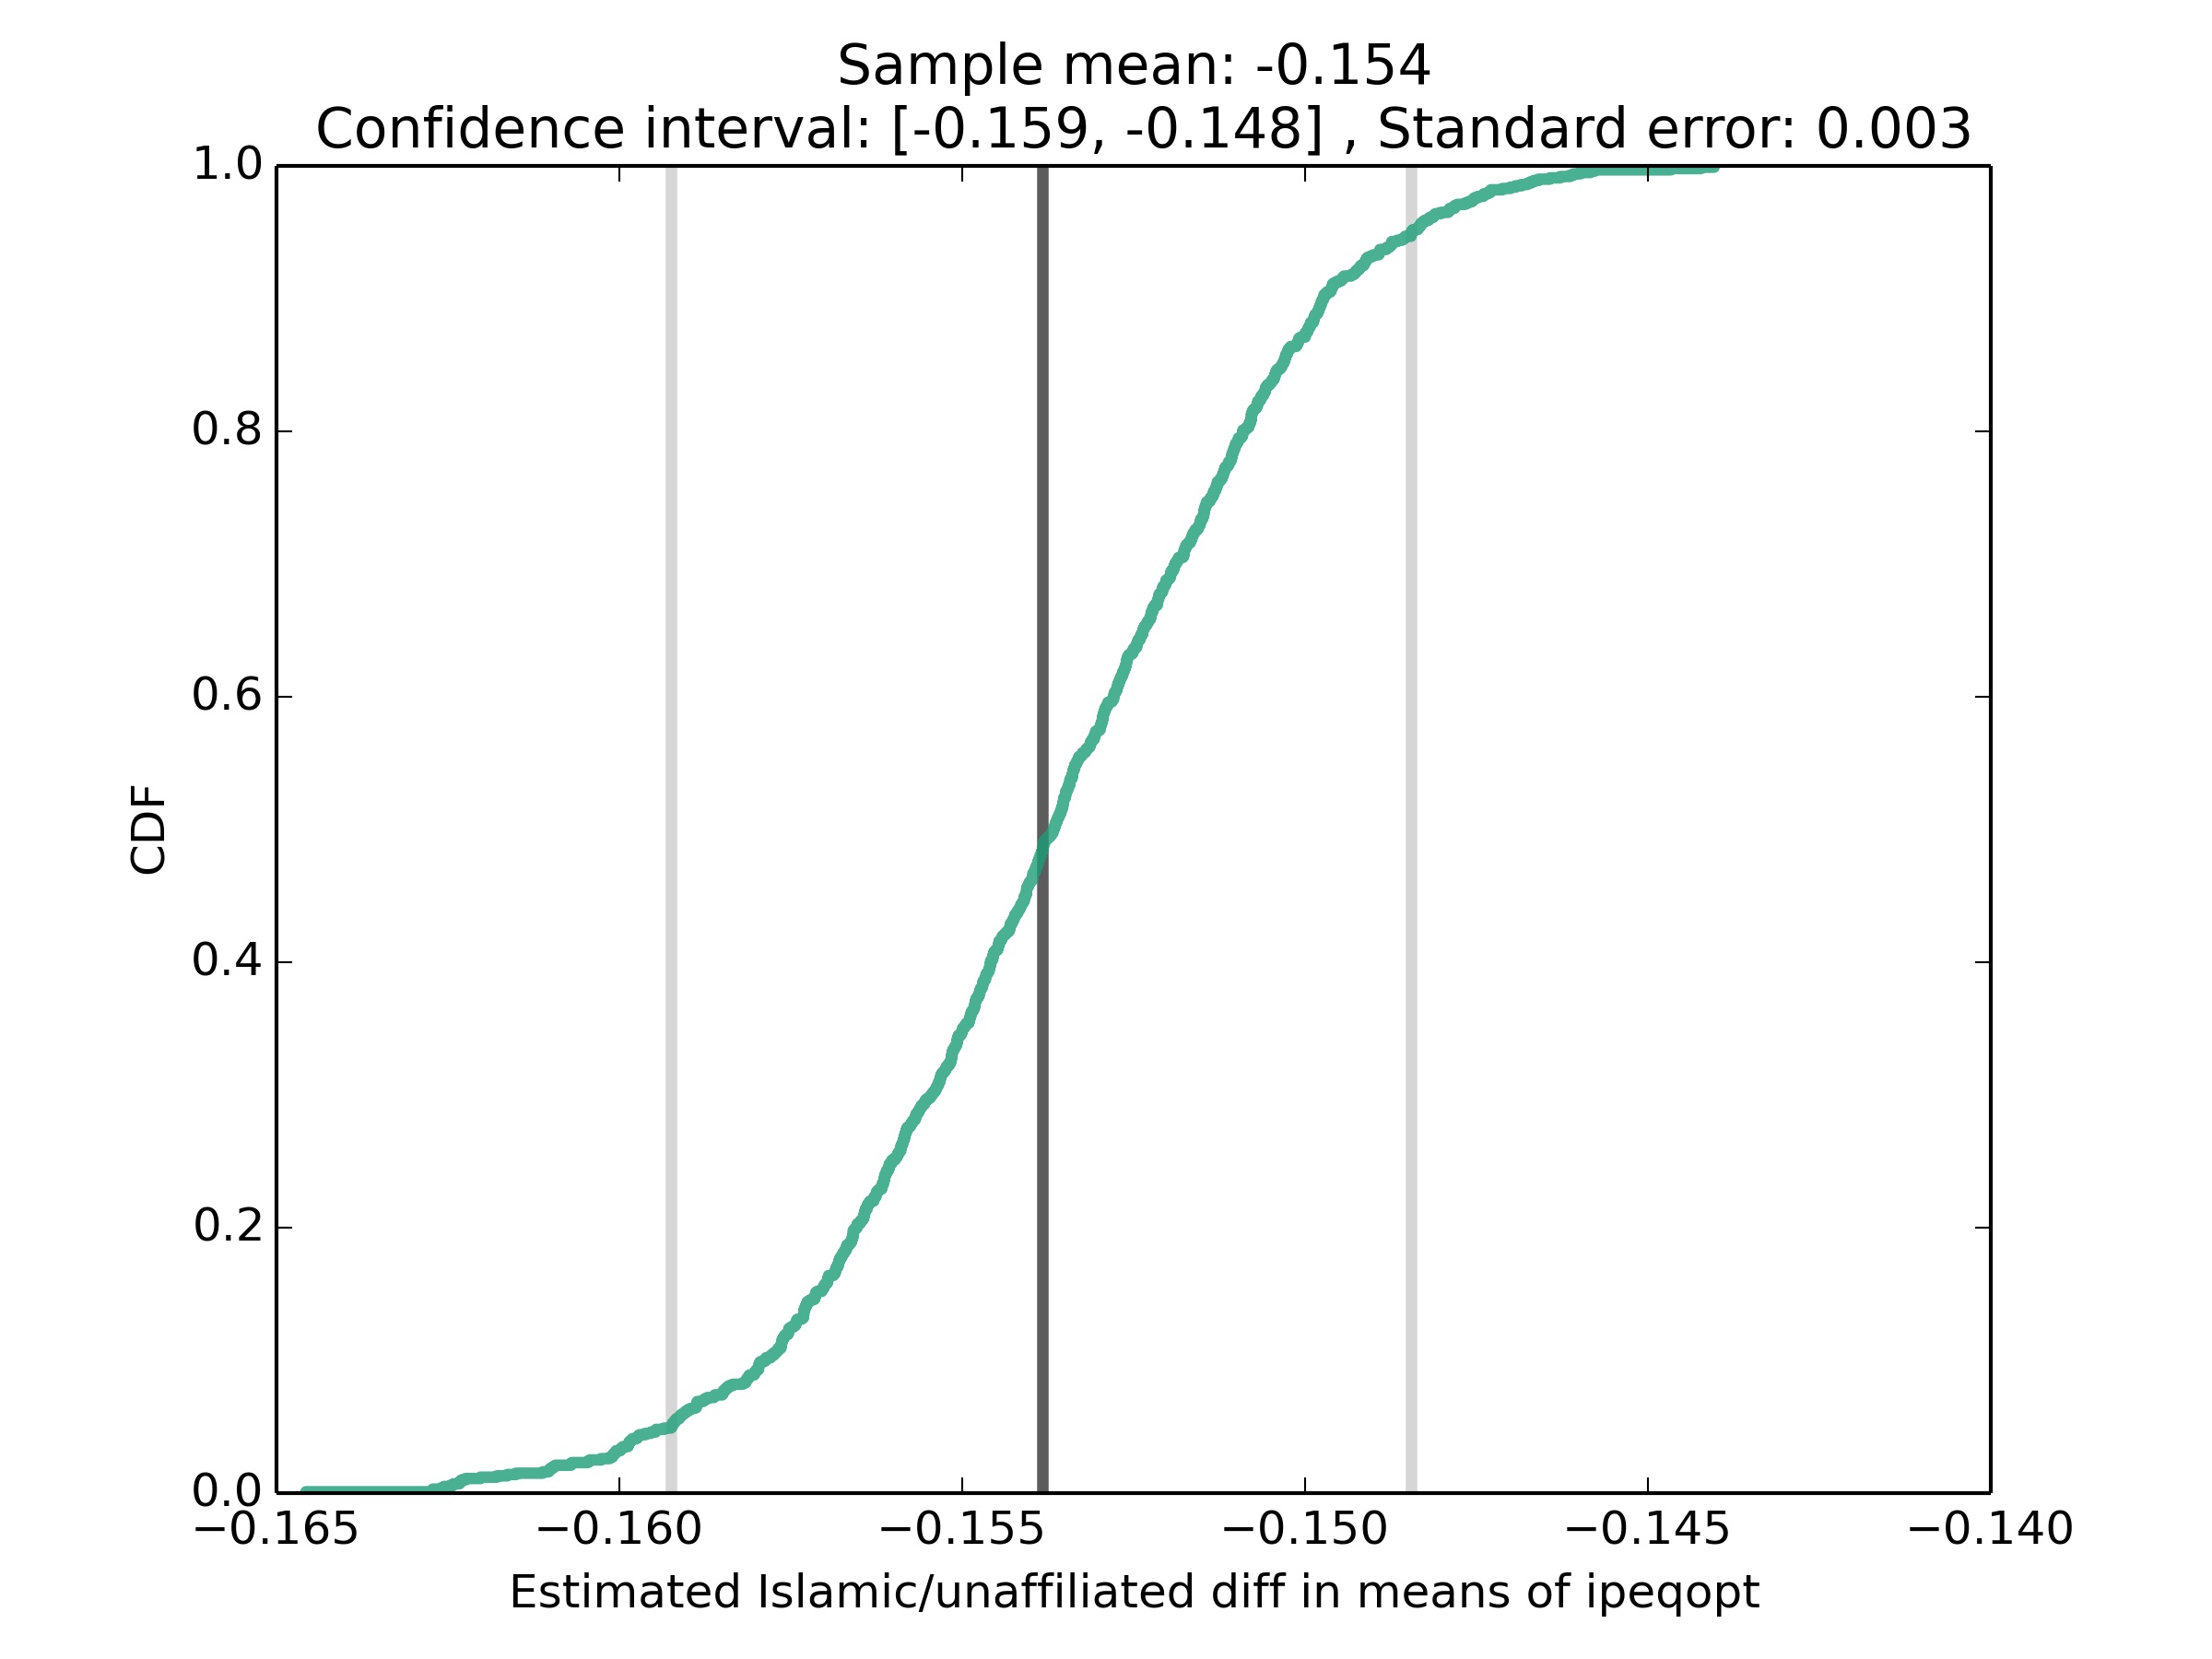 Sample mean: -0.154
Confidence interval: [-0.159, -0.148] , Standard error: 0.003
1.0
0.8
0.6
0.4
0.2
0.0
CDF
−0.165 −0.160 −0.155 −0.150 −0.145 −0.140
Estimated Islamic/unaffiliated diff in means of ipeqopt